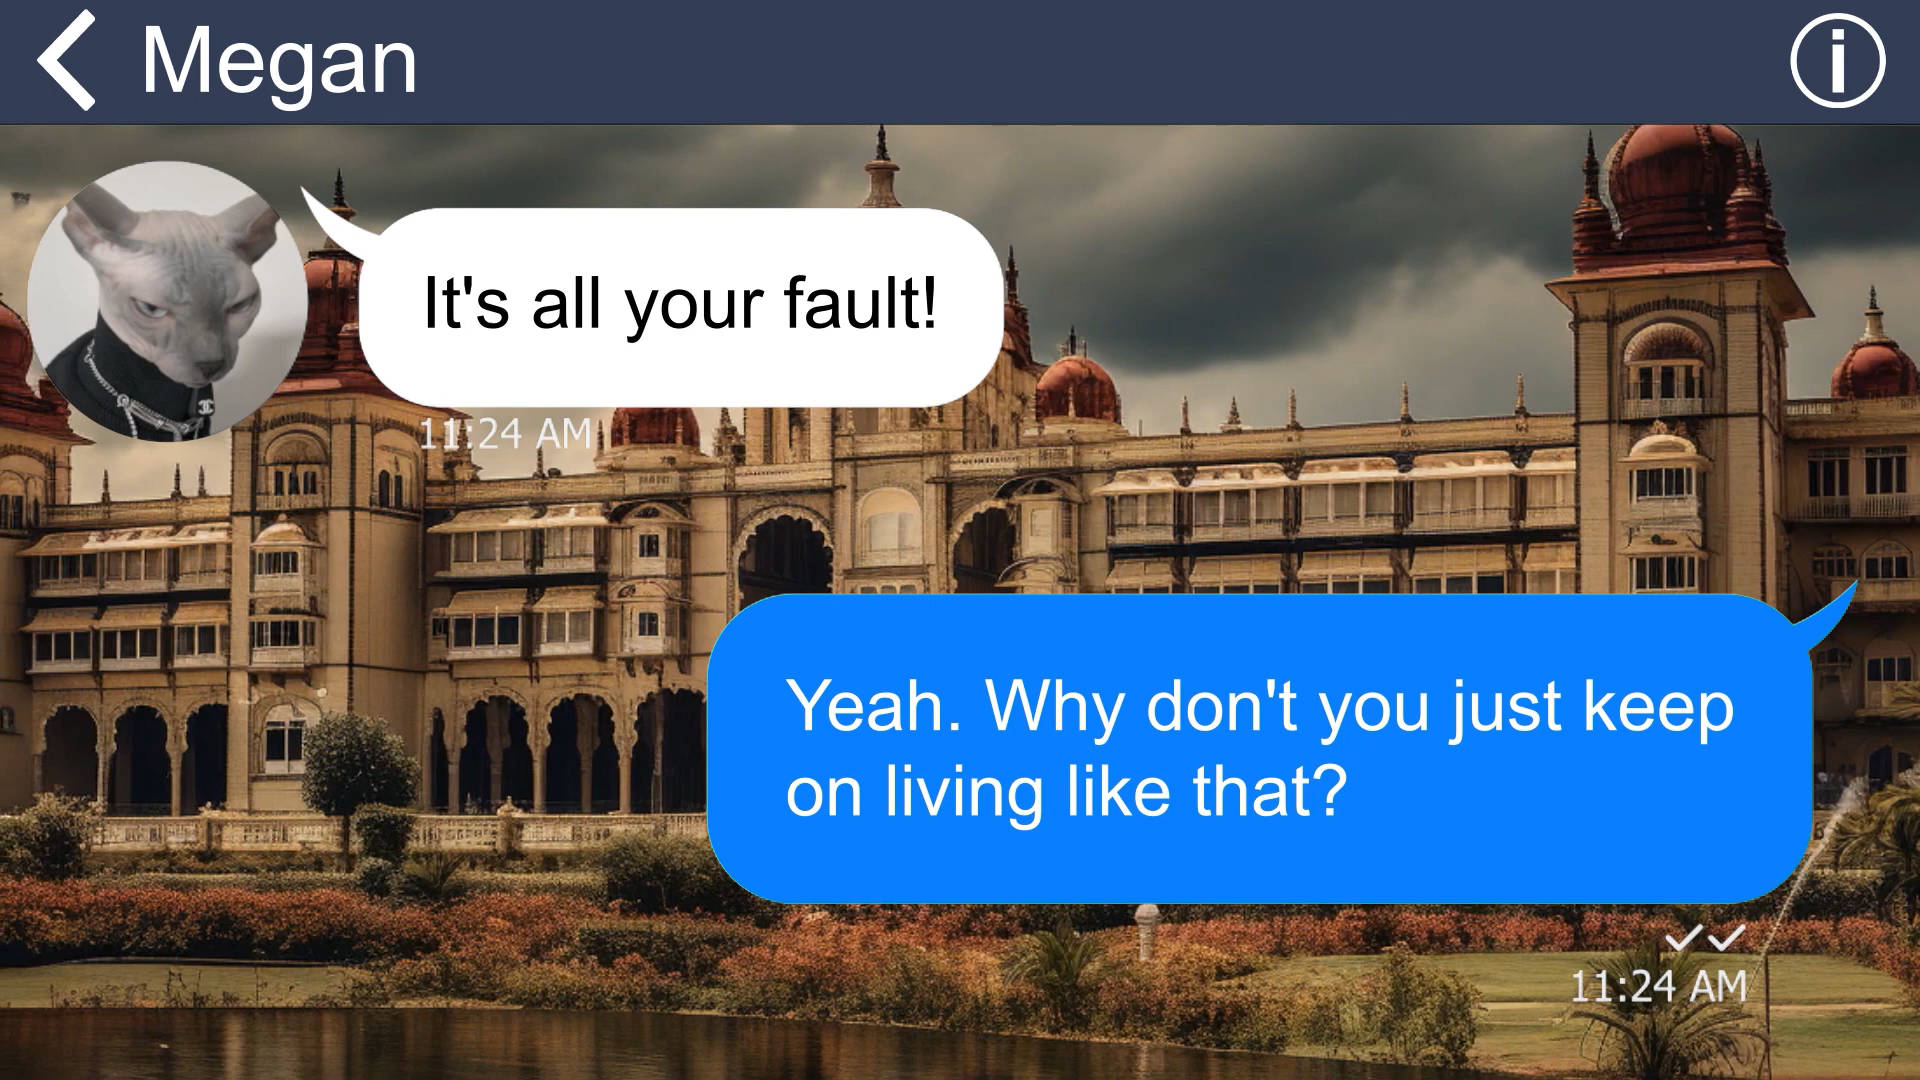 Megan
It's all your fault!
11:24 AM
Yeah. Why don't you just keep
on living like that?
11:24 AM